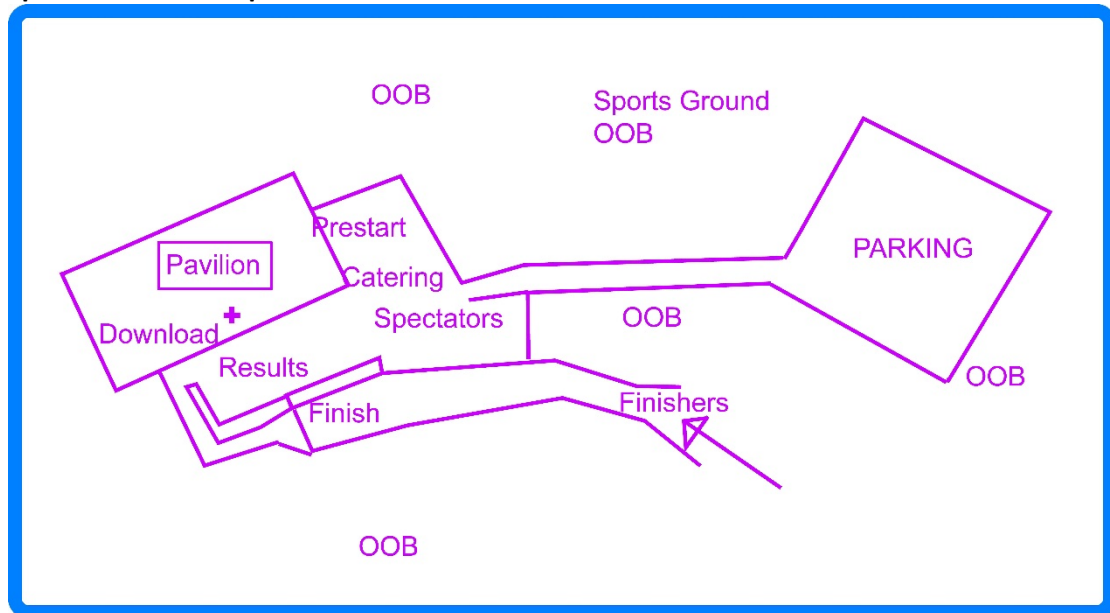 OOB
Sports Ground
OOB
Prestart
PARKING
Pavilion
Catering
Spectators
OOB
Download
Results
OOB
Finish
Finishers
OOB